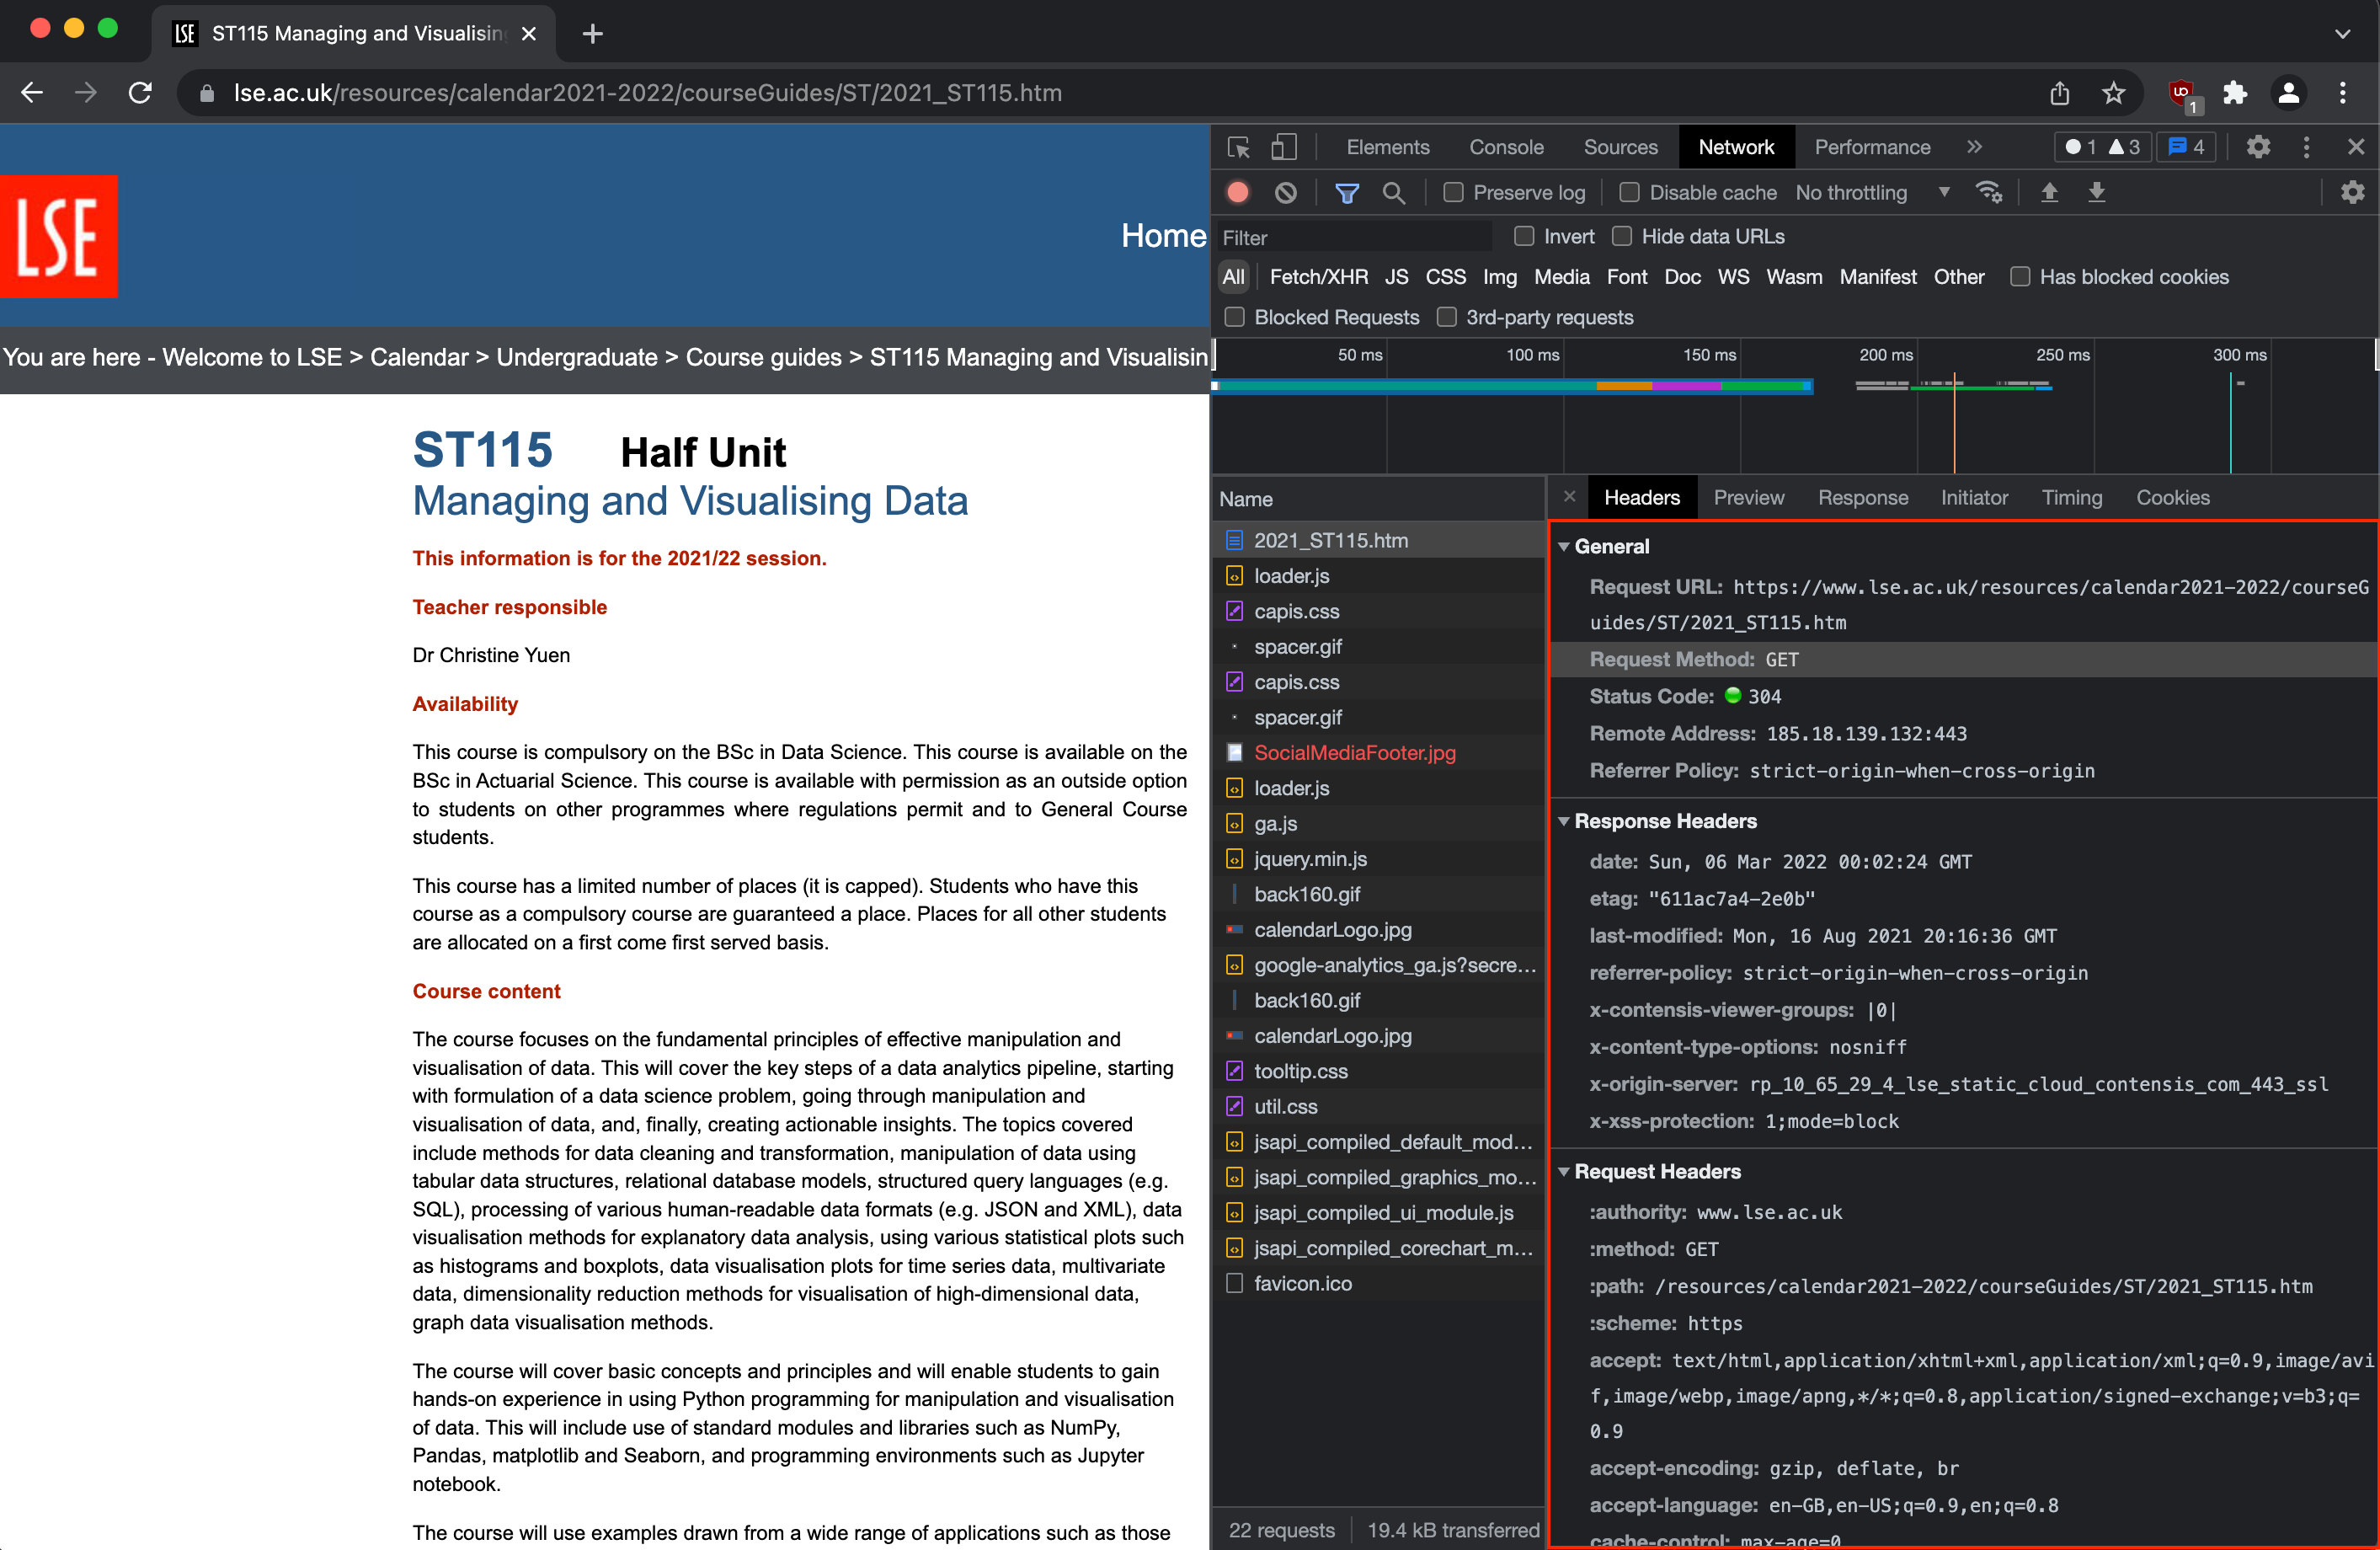 LSE ST115 Managing and Visualising
lse.ac.uk/resources/calendar2021-2022/courseGuides/ST/2021_ST115.htm
1
LSE
Home
You are here - Welcome to LSE > Calendar > Undergraduate > Course guides > ST115 Managing and Visualisin
ST115 Half Unit
Managing and Visualising Data
This information is for the 2021/22 session.
Teacher responsible
Dr Christine Yuen
Availability
This course is compulsory on the BSc in Data Science. This course is available on the
BSc in Actuarial Science. This course is available with permission as an outside option
to students on other programmes where regulations permit and to General Course
students.
This course has a limited number of places (it is capped). Students who have this
course as a compulsory course are guaranteed a place. Places for all other students
are allocated on a first come first served basis.
Course content
The course focuses on the fundamental principles of effective manipulation and
visualisation of data. This will cover the key steps of a data analytics pipeline, starting
with formulation of a data science problem, going through manipulation and
visualisation of data, and, finally, creating actionable insights. The topics covered
include methods for data cleaning and transformation, manipulation of data using
tabular data structures, relational database models, structured query languages (e.g.
SQL), processing of various human-readable data formats (e.g. JSON and XML), data
visualisation methods for explanatory data analysis, using various statistical plots such
as histograms and boxplots, data visualisation plots for time series data, multivariate
data, dimensionality reduction methods for visualisation of high-dimensional data,
graph data visualisation methods.
The course will cover basic concepts and principles and will enable students to gain
hands-on experience in using Python programming for manipulation and visualisation
of data. This will include use of standard modules and libraries such as NumPy,
Pandas, matplotlib and Seaborn, and programming environments such as Jupyter
notebook.
The course will use examples drawn from a wide range of applications such as those
Elements Console Sources Network Performance » 1 3 4
Preserve log Disable cache No throttling
Filter Invert Hide data URLs
All Fetch/XHR JS CSS Img Media Font Doc WS Wasm Manifest Other Has blocked cookies
Blocked Requests 3rd-party requests
50 ms 100 ms 150 ms 200 ms 250 ms 300 ms
Name
2021_ST115.htm
loader.js
capis.css
spacer.gif
capis.css
spacer.gif
SocialMediaFooter.jpg
loader.js
ga.js
jquery.min.js
back160.gif
calendarLogo.jpg
google-analytics_ga.js?secre...
back160.gif
calendarLogo.jpg
tooltip.css
util.css
jsapi_compiled_default_mod...
jsapi_compiled_graphics_mo...
jsapi_compiled_ui_module.js
jsapi_compiled_corechart_m...
favicon.ico
22 requests 19.4 kB transferred
Headers Preview Response Initiator Timing Cookies
General
Request URL: https://www.lse.ac.uk/resources/calendar2021-2022/courseG
uides/ST/2021_ST115.htm
Request Method: GET
Status Code: 304
Remote Address: 185.18.139.132:443
Referrer Policy: strict-origin-when-cross-origin
Response Headers
date: Sun, 06 Mar 2022 00:02:24 GMT
etag: "611ac7a4-2e0b"
last-modified: Mon, 16 Aug 2021 20:16:36 GMT
referrer-policy: strict-origin-when-cross-origin
x-contensis-viewer-groups: |0|
x-content-type-options: nosniff
x-origin-server: rp_10_65_29_4_lse_static_cloud_contensis_com_443_ssl
x-xss-protection: 1;mode=block
Request Headers
:authority: www.lse.ac.uk
:method: GET
:path: /resources/calendar2021-2022/courseGuides/ST/2021_ST115.htm
:scheme: https
accept: text/html,application/xhtml+xml,application/xml;q=0.9,image/avi
f,image/webp,image/apng,*/*;q=0.8,application/signed-exchange;v=b3;q=
0.9
accept-encoding: gzip, deflate, br
accept-language: en-GB,en-US;q=0.9,en;q=0.8
cache-control: max-age=0